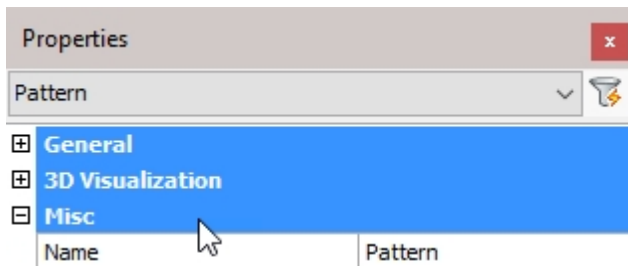 Properties
x
Pattern
General
3D Visualization
Misc
Name Pattern